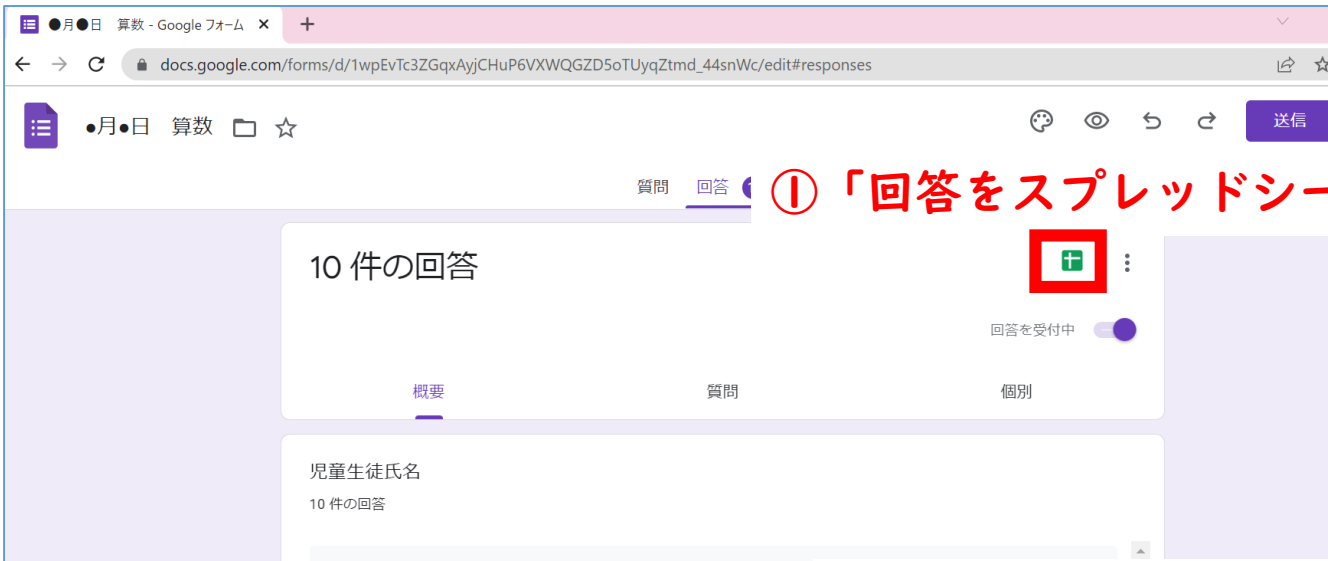 ●月●日 算数 - Google フォーム
docs.google.com/forms/d/1wpEvTc3ZGqxAyjCHuP6VXWQGZD5oTUyqZtmd_44snWc/edit#responses
●月●日 算数
送信
質問 回答
①「回答をスプレッドシー
10 件の回答
回答を受付中
概要 質問 個別
児童生徒氏名
10 件の回答